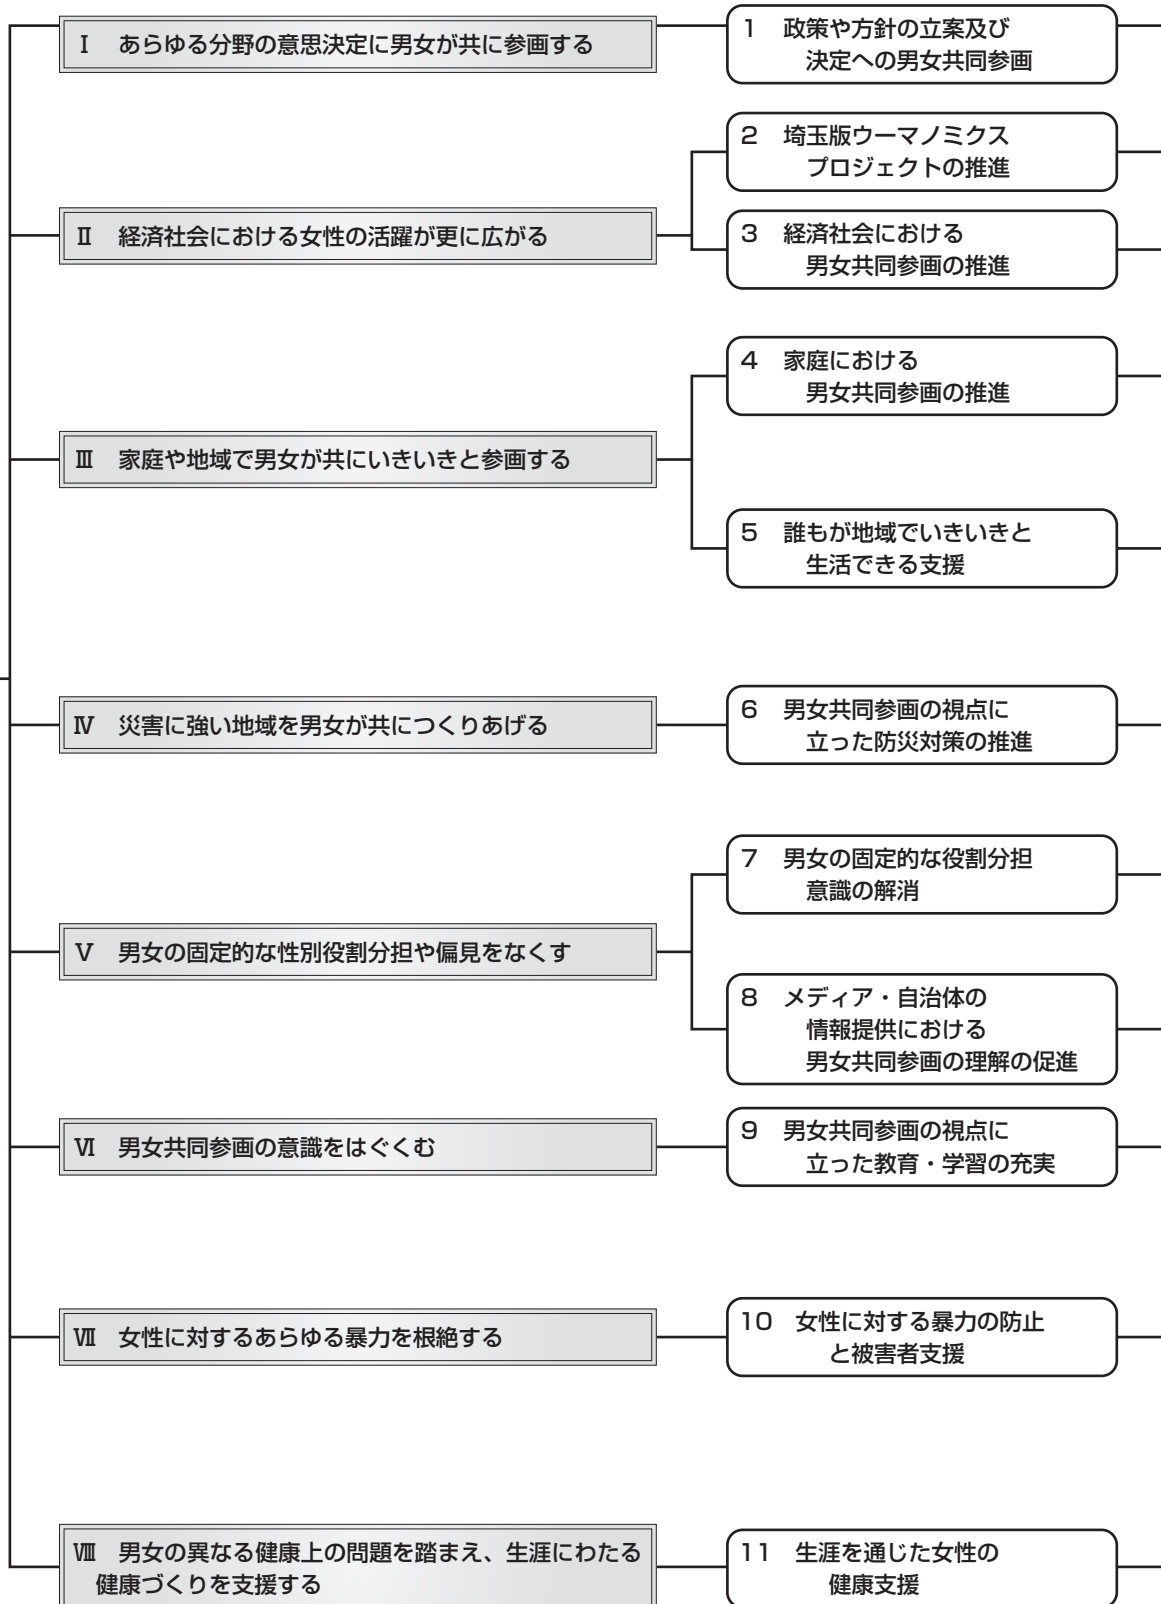 Ⅰ　あらゆる分野の意思決定に男女が共に参画する
1　政策や方針の立案及び
決定への男女共同参画
2　埼玉版ウーマノミクス
プロジェクトの推進
Ⅱ　経済社会における女性の活躍が更に広がる
3　経済社会における
男女共同参画の推進
4　家庭における
男女共同参画の推進
Ⅲ　家庭や地域で男女が共にいきいきと参画する
5　誰もが地域でいきいきと
生活できる支援
Ⅳ　災害に強い地域を男女が共につくりあげる
6　男女共同参画の視点に
立った防災対策の推進
7　男女の固定的な役割分担
意識の解消
Ⅴ　男女の固定的な性別役割分担や偏見をなくす
8　メディア・自治体の
情報提供における
男女共同参画の理解の促進
Ⅵ　男女共同参画の意識をはぐくむ
9　男女共同参画の視点に
立った教育・学習の充実
Ⅶ　女性に対するあらゆる暴力を根絶する
10　女性に対する暴力の防止
と被害者支援
Ⅷ　男女の異なる健康上の問題を踏まえ、生涯にわたる
健康づくりを支援する
11　生涯を通じた女性の
健康支援